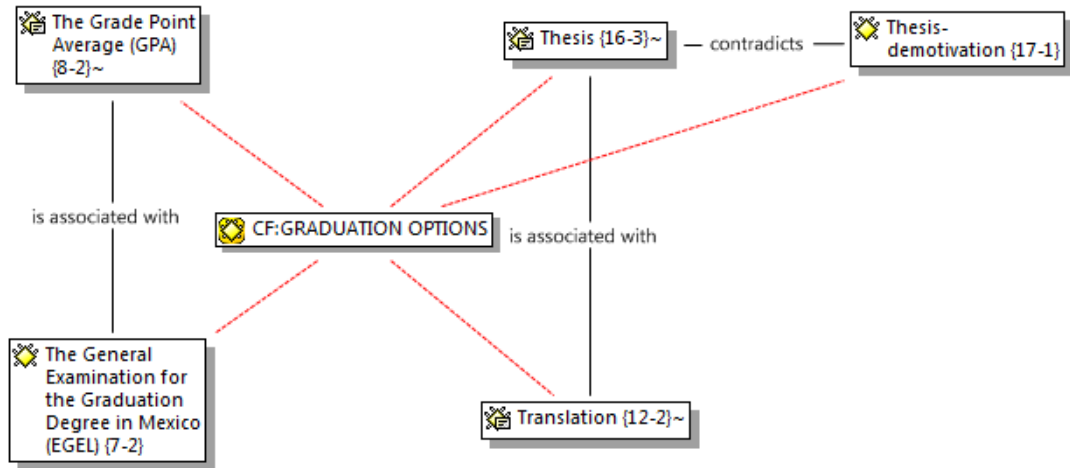 The Grade Point
Average (GPA)
{8-2}~
Thesis {16-3}~
contradicts
Thesis-
demotivation {17-1}
is associated with
CF:GRADUATION OPTIONS
is associated with
The General
Examination for
the Graduation
Degree in Mexico
(EGEL) {7-2}
Translation {12-2}~